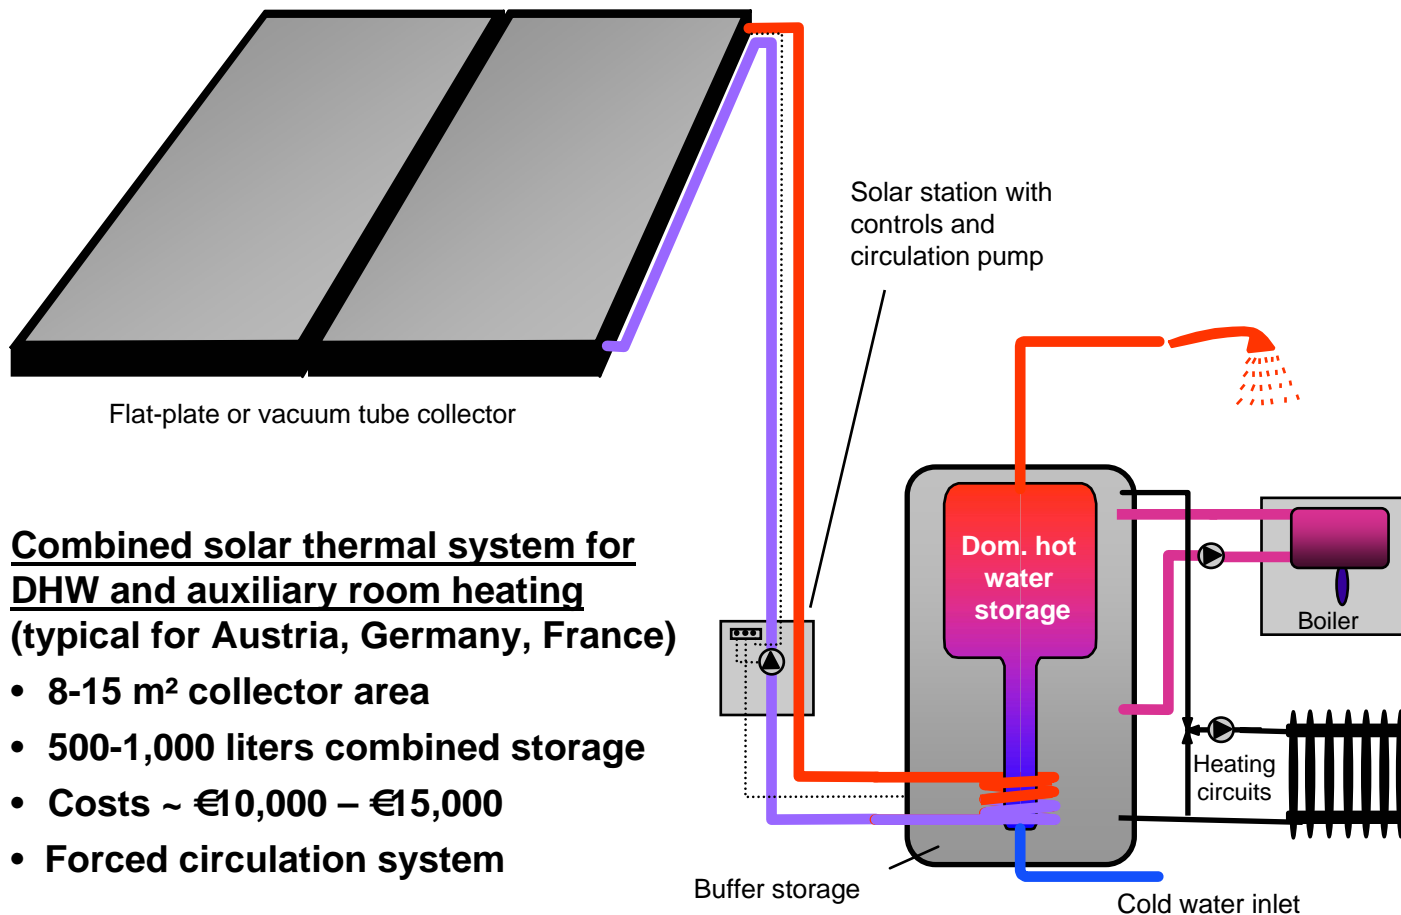 Solar station with
controls and
circulation pump
Flat-plate or vacuum tube collector
Combined solar thermal system for
DHW and auxiliary room heating
(typical for Austria, Germany, France)
• 8-15 m² collector area
• 500-1,000 liters combined storage
• Costs ~ €10,000 – €15,000
• Forced circulation system
Dom. hot
water
storage
Boiler
Heating
circuits
Buffer storage
Cold water inlet